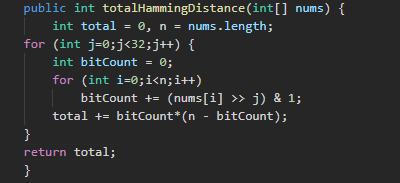 public int totalHammingDistance(int[] nums) {
    int total = 0, n = nums.length;
for (int j=0;j<32;j++) {
    int bitCount = 0;
    for (int i=0;i<n;i++)
        bitCount += (nums[i] >> j) & 1;
    total += bitCount*(n - bitCount);
}
return total;
}